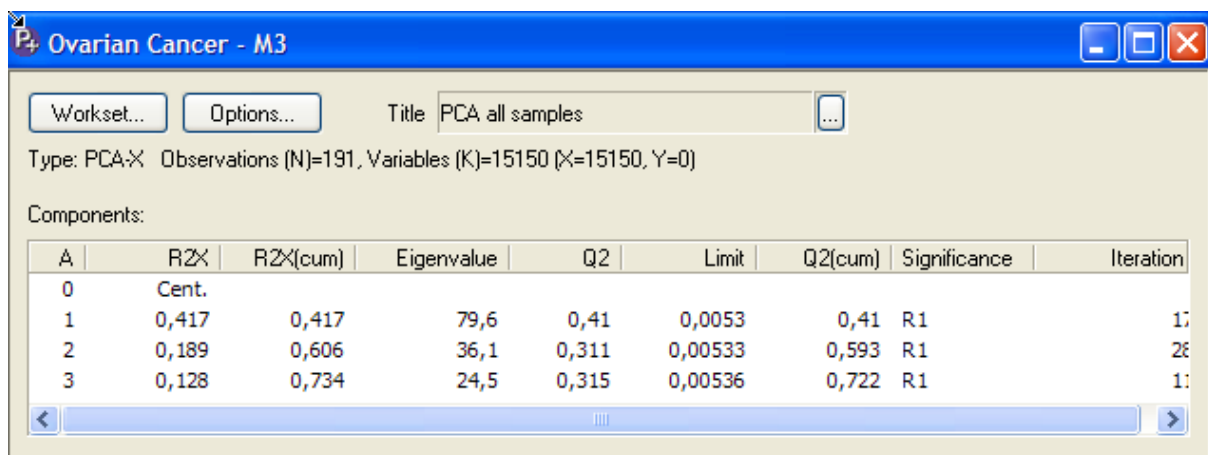 P+ Ovarian Cancer - M3
Workset... Options... Title PCA all samples ...
Type: PCA-X Observations (N)=191, Variables (K)=15150 (X=15150, Y=0)
Components:
A R2X R2X(cum) Eigenvalue Q2 Limit Q2(cum) Significance Iteration
0 Cent.
1 0,417 0,417 79,6 0,41 0,0053 0,41 R1
2 0,189 0,606 36,1 0,311 0,00533 0,593 R1
3 0,128 0,734 24,5 0,315 0,00536 0,722 R1